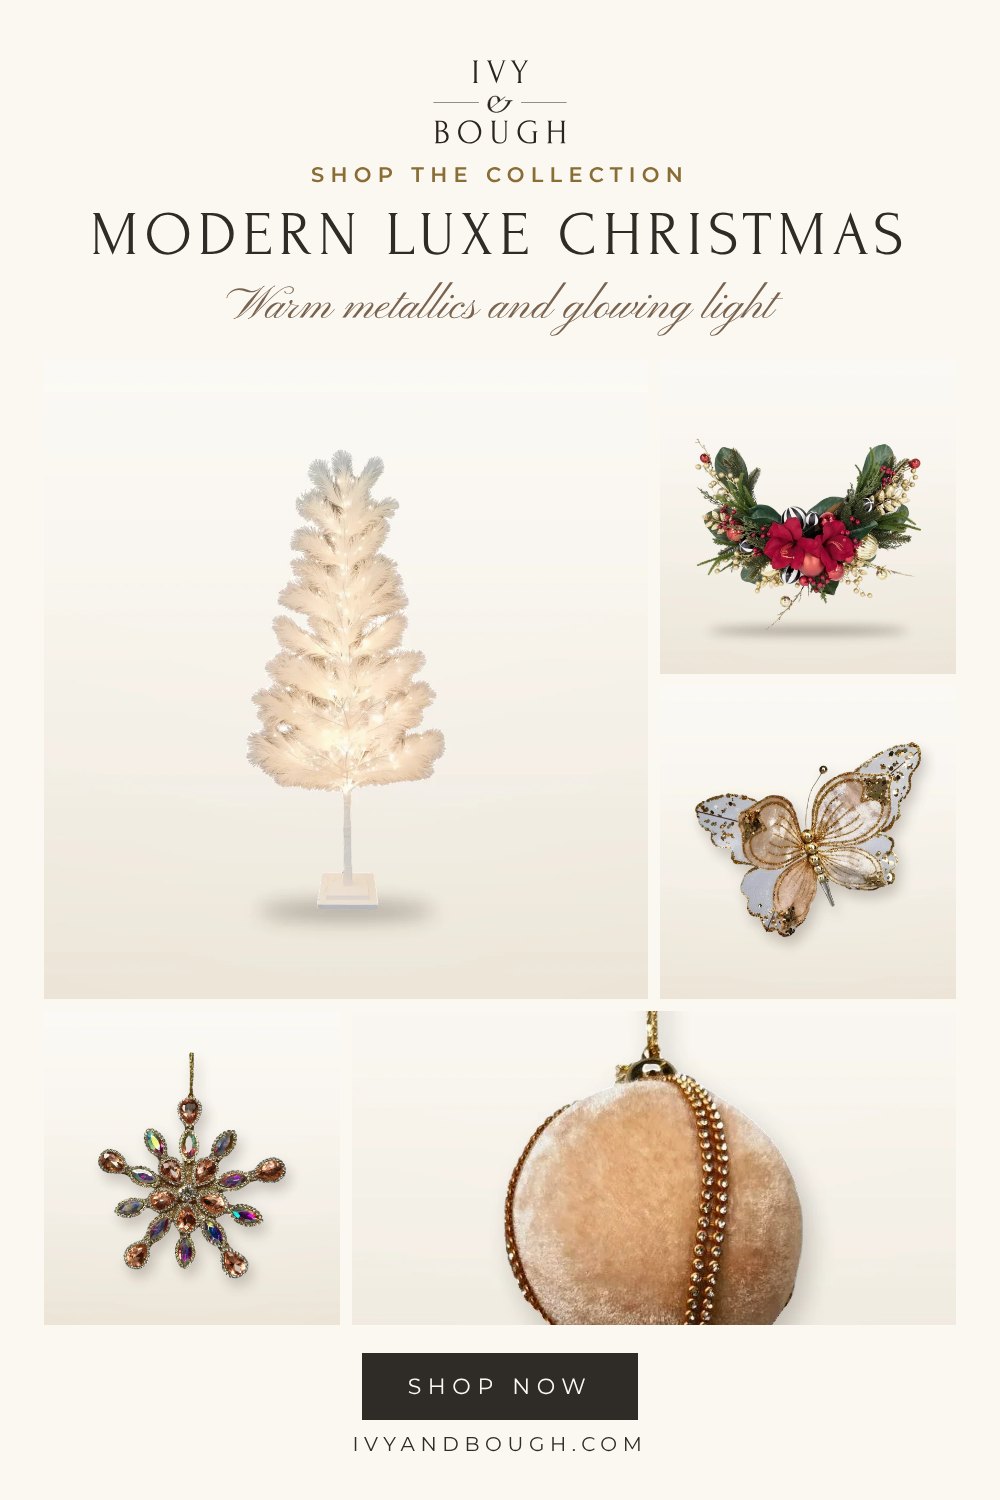 IVY
&
BOUGH
SHOP THE COLLECTION
MODERN LUXE CHRISTMAS
Warm metallics and glowing light
SHOP NOW
IVYANDBOUGH.COM